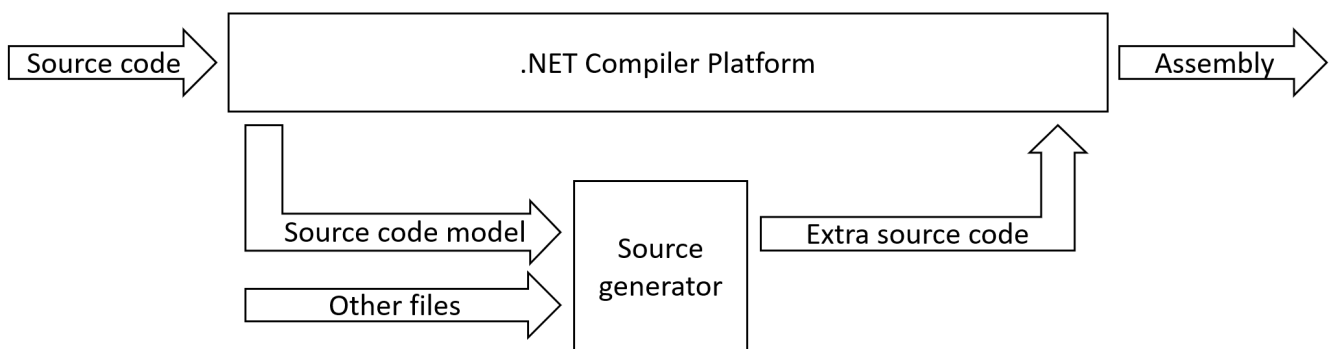 Source code
.NET Compiler Platform
Assembly
Source code model
Other files
Source
generator
Extra source code